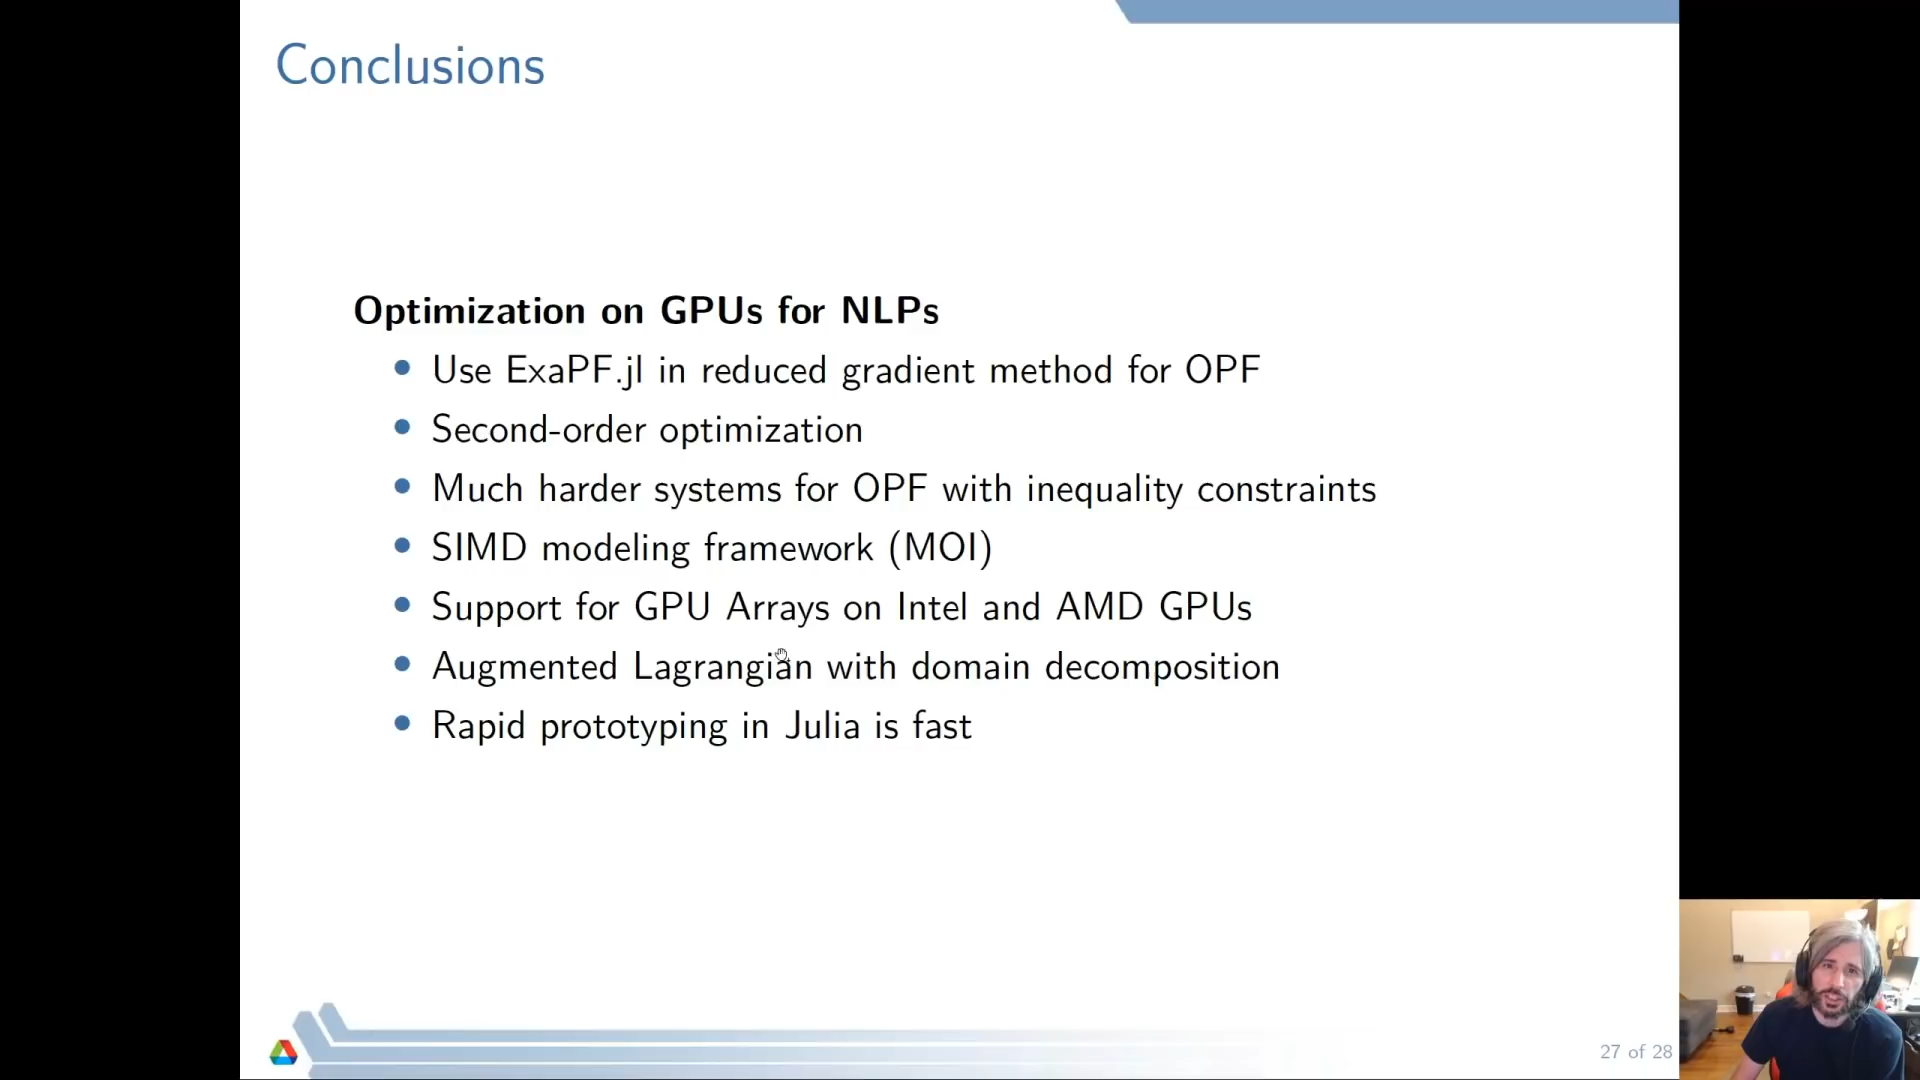 Conclusions
Optimization on GPUs for NLPs
Use ExaPF.jl in reduced gradient method for OPF
Second-order optimization
Much harder systems for OPF with inequality constraints
SIMD modeling framework (MOI)
Support for GPU Arrays on Intel and AMD GPUs
Augmented Lagrangian with domain decomposition
Rapid prototyping in Julia is fast
27 of 28